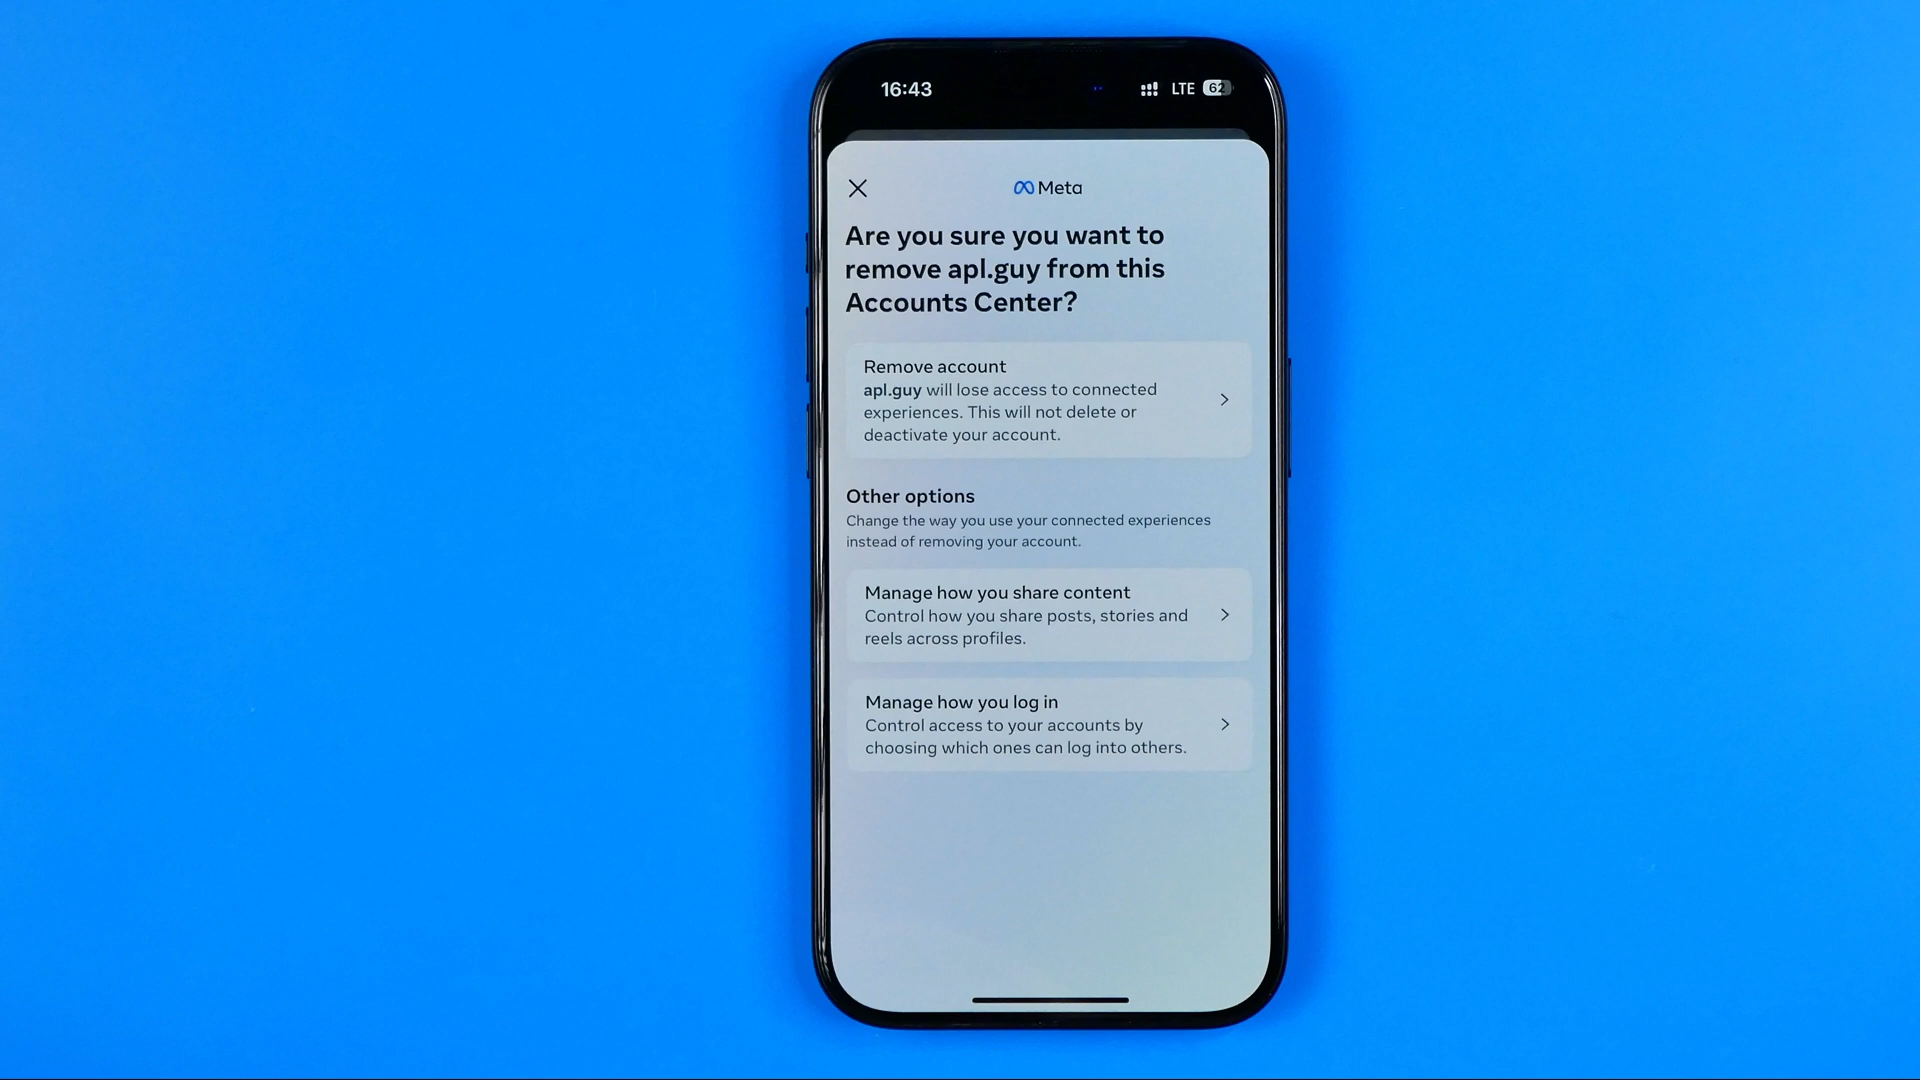 16:43
LTE 62
Meta
Are you sure you want to
remove apl.guy from this
Accounts Center?
Remove account
apl.guy will lose access to connected
experiences. This will not delete or
deactivate your account.
Other options
Change the way you use your connected experiences
instead of removing your account.
Manage how you share content
Control how you share posts, stories and
reels across profiles.
Manage how you log in
Control access to your accounts by
choosing which ones can log into others.